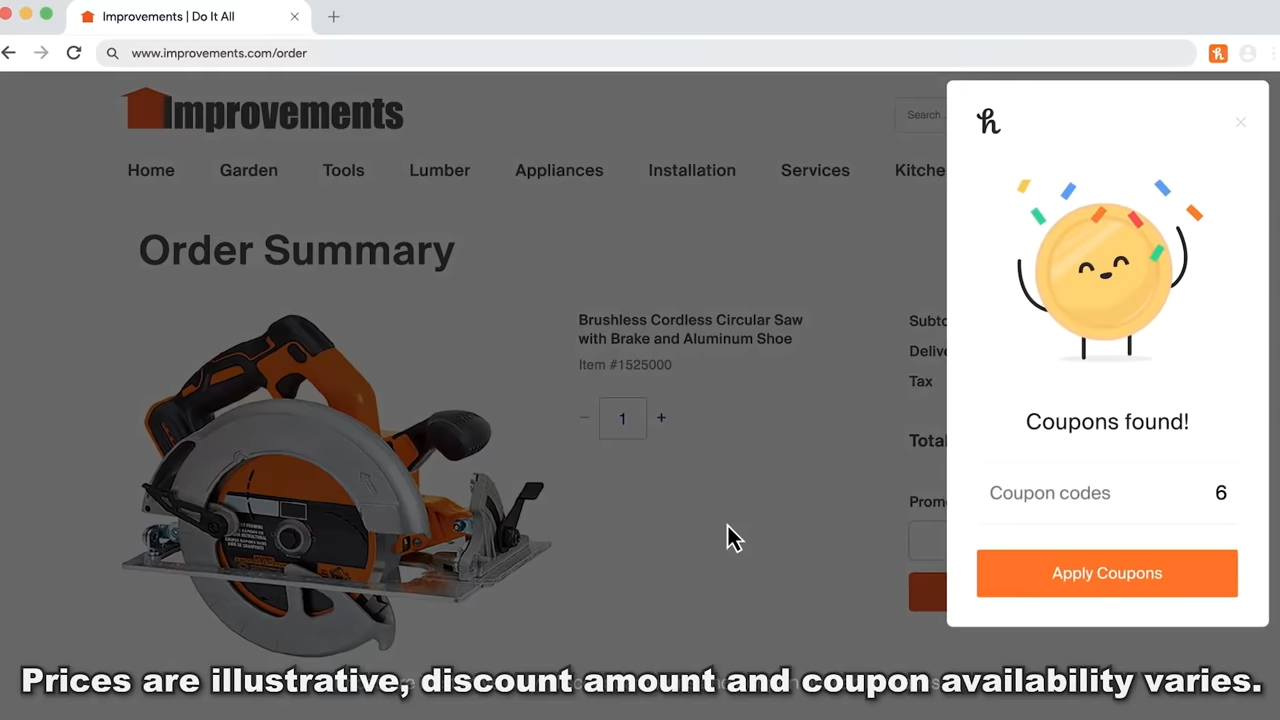 Improvements | Do It All
www.improvements.com/order
Improvements
Search
Home Garden Tools Lumber Appliances Installation Services Kitche
Order Summary
Brushless Cordless Circular Saw
with Brake and Aluminum Shoe
Item #1525000
− 1 +
Subto
Delive
Tax
Total
Promo
h
Coupons found!
Coupon codes 6
Apply Coupons
Prices are illustrative, discount amount and coupon availability varies.